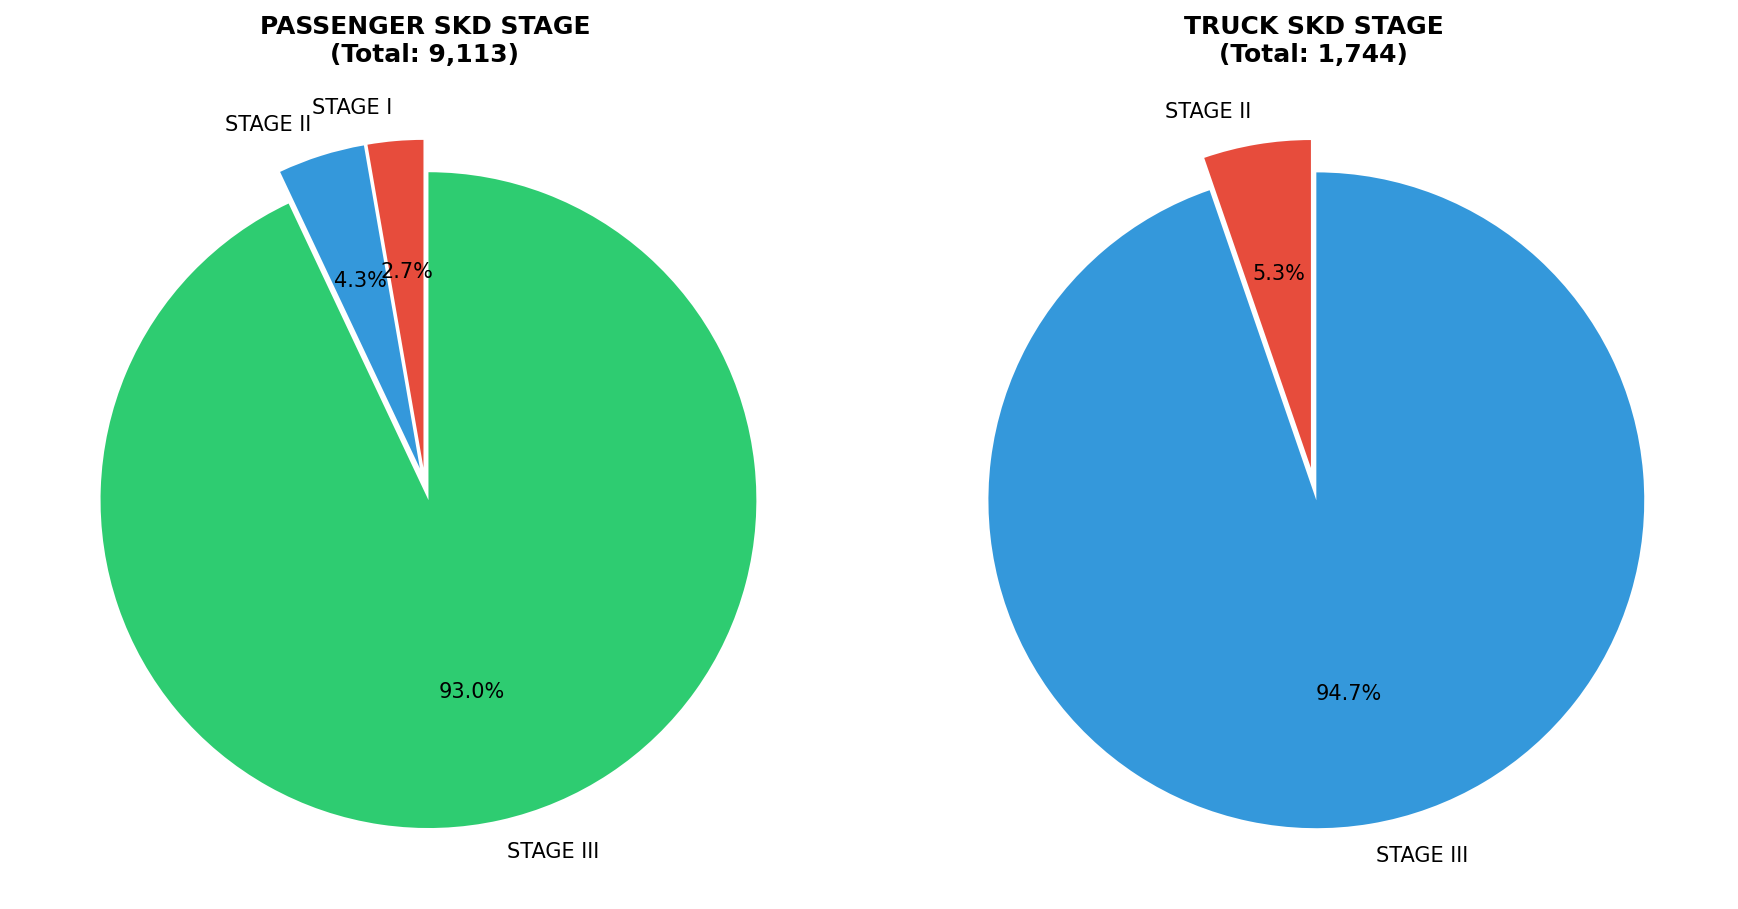 PASSENGER SKD STAGE
(Total: 9,113)
STAGE I
STAGE II
4.3%
2.7%
93.0%
STAGE III
TRUCK SKD STAGE
(Total: 1,744)
STAGE II
5.3%
94.7%
STAGE III